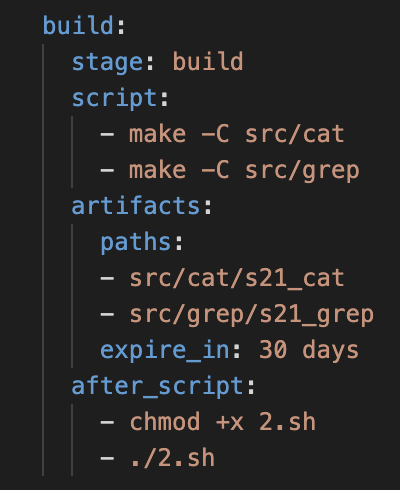 build:
  stage: build
  script:
    - make -C src/cat
    - make -C src/grep
  artifacts:
    paths:
    - src/cat/s21_cat
    - src/grep/s21_grep
    expire_in: 30 days
  after_script:
    - chmod +x 2.sh
    - ./2.sh